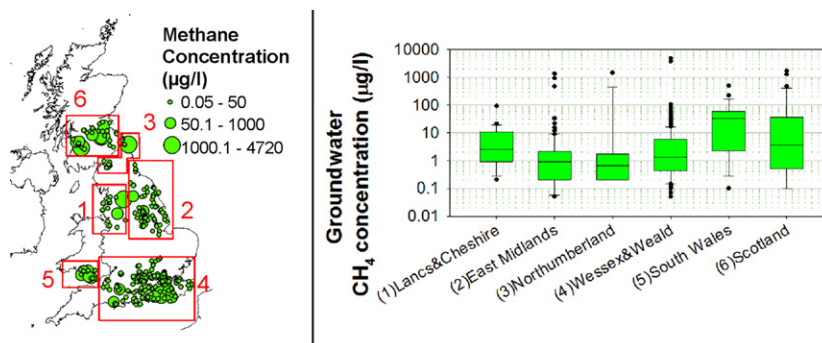 Methane
Concentration
(µg/l)
0.05 - 50
50.1 - 1000
1000.1 - 4720
6
3
1
2
5
4
Groundwater
CH4 concentration (µg/l)
10000
1000
100
10
1
0.1
0.01
(1)Lancs&Cheshire
(2)East Midlands
(3)Northumberland
(4)Wessex&Weald
(5)South Wales
(6)Scotland